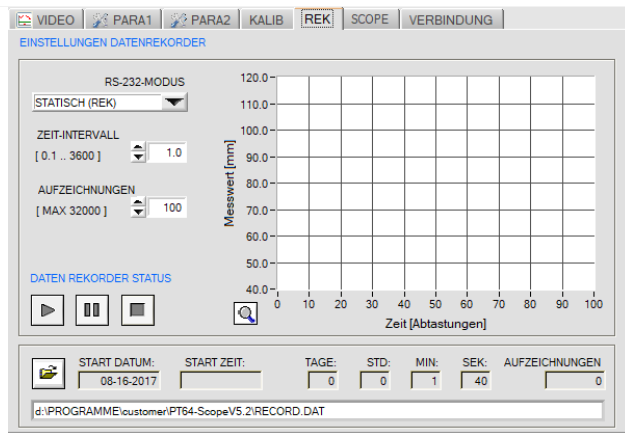 VIDEO PARA1 PARA2 KALIB REK SCOPE VERBINDUNG
EINSTELLUNGEN DATENREKORDER
RS-232-MODUS
STATISCH (REK)
ZEIT-INTERVALL
[ 0.1 .. 3600 ] 1.0
AUFZEICHNUNGEN
[ MAX 32000 ] 100
DATEN REKORDER STATUS
Messwert [mm]
120.0
110.0
100.0
90.0
80.0
70.0
60.0
50.0
40.0
0 10 20 30 40 50 60 70 80 90 100
Zeit [Abtastungen]
START DATUM: START ZEIT: TAGE: STD: MIN: SEK: AUFZEICHNUNGEN
08-16-2017 0 0 1 40 0
d:\PROGRAMME\customer\PT64-ScopeV5.2\RECORD.DAT